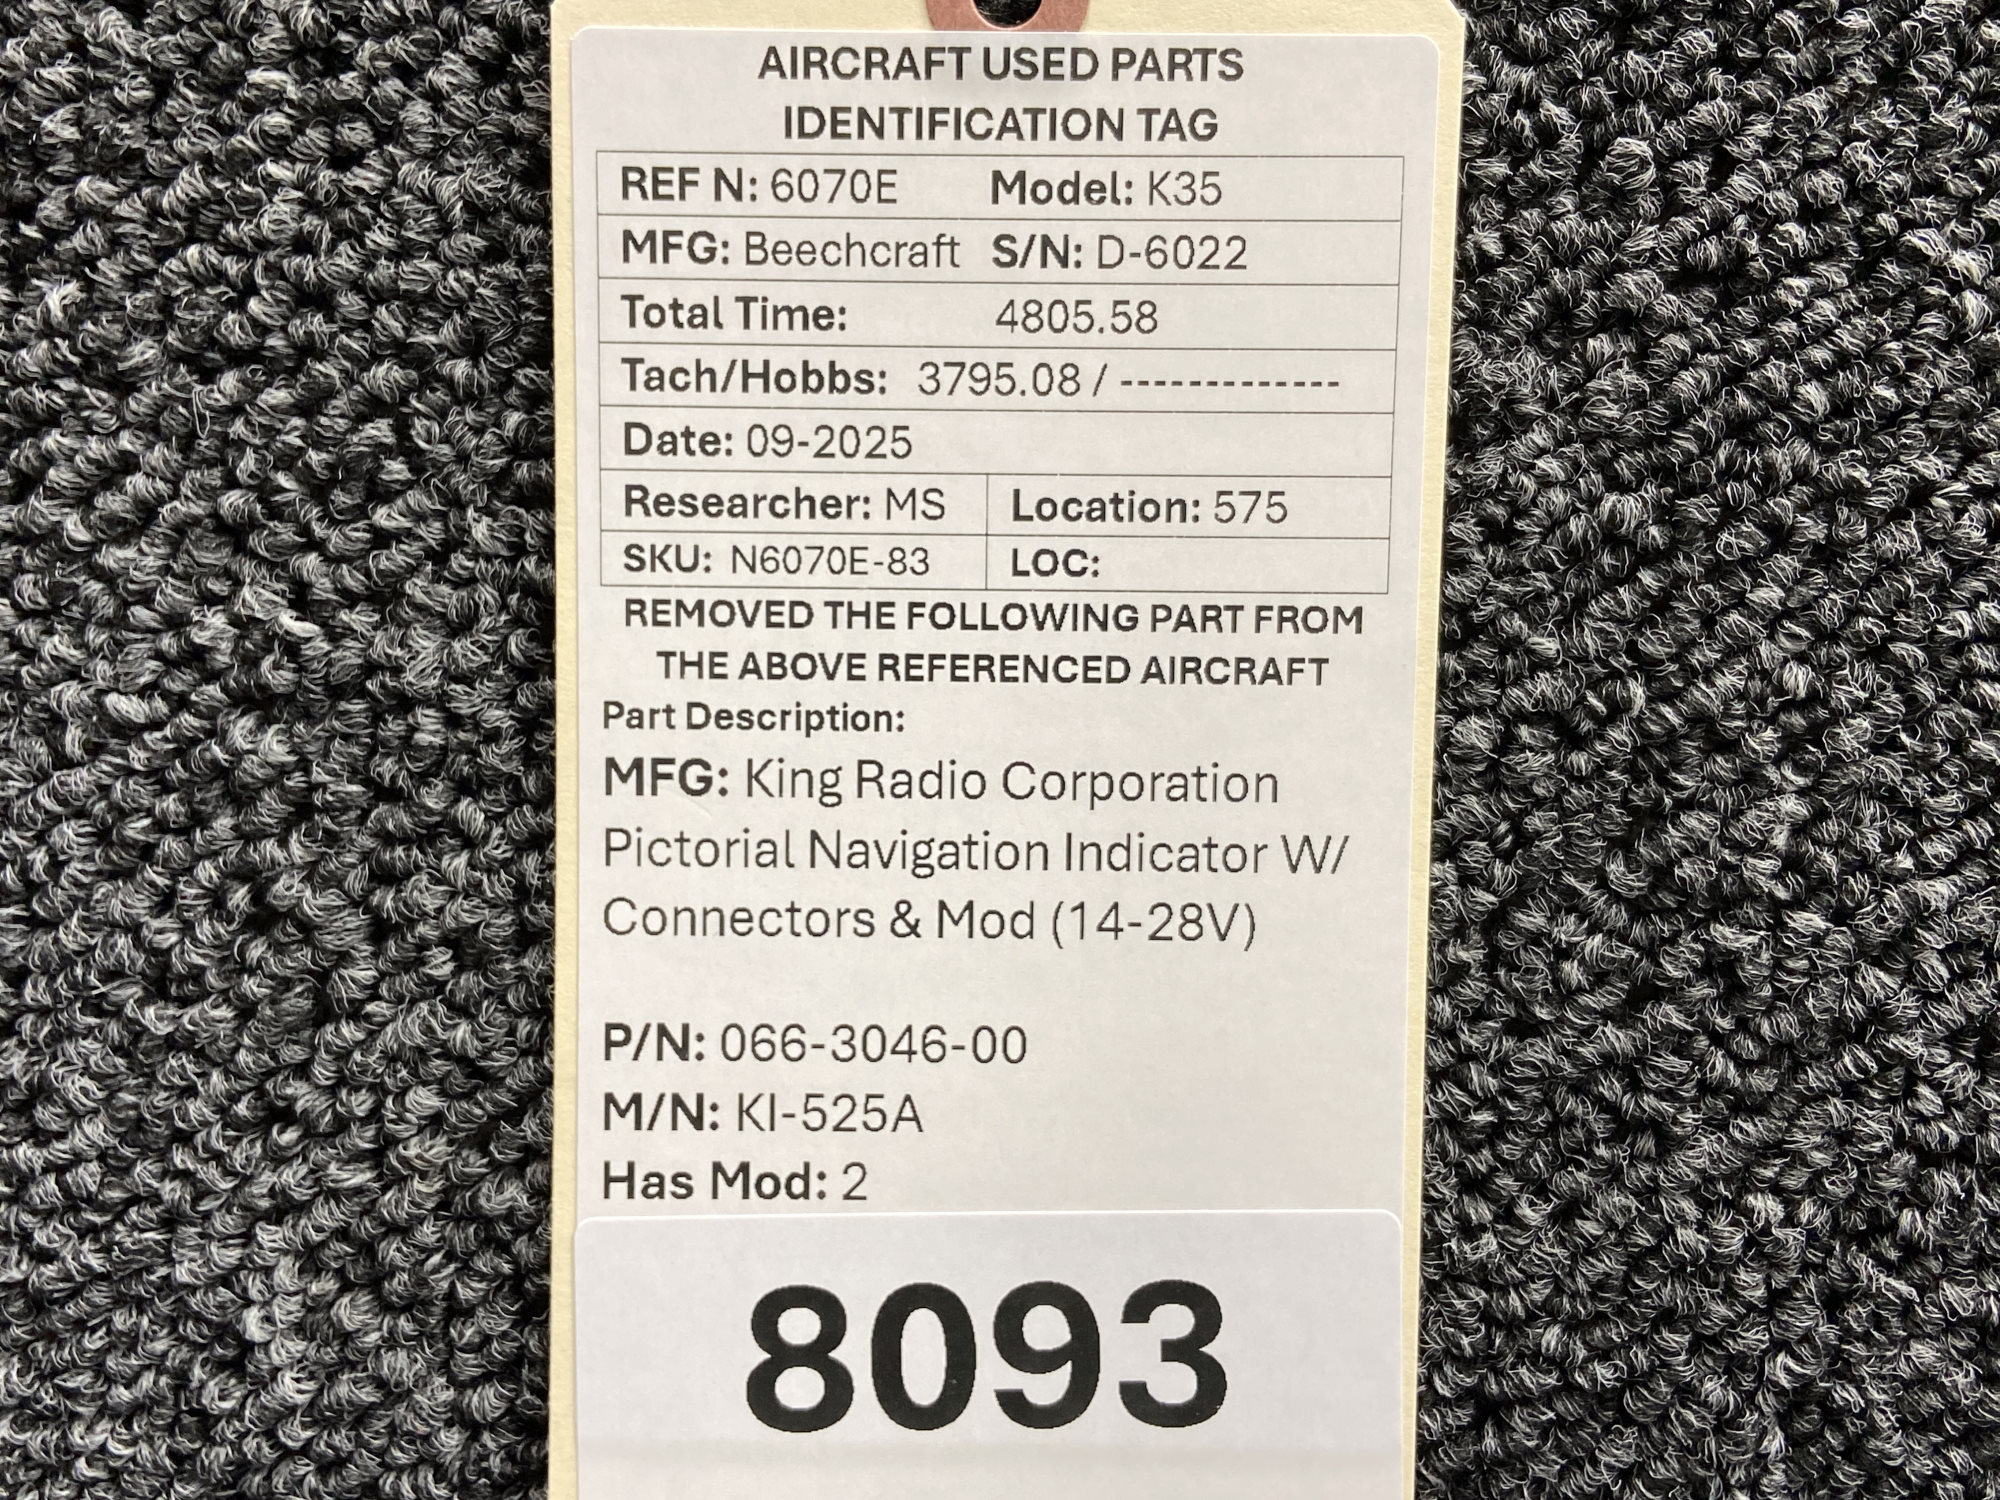 AIRCRAFT USED PARTS
IDENTIFICATION TAG
REF N: 6070E Model: K35
MFG: Beechcraft S/N: D-6022
Total Time: 4805.58
Tach/Hobbs: 3795.08 / -------------
Date: 09-2025
Researcher: MS Location: 575
SKU: N6070E-83 LOC:
REMOVED THE FOLLOWING PART FROM
THE ABOVE REFERENCED AIRCRAFT
Part Description:
MFG: King Radio Corporation
Pictorial Navigation Indicator W/
Connectors & Mod (14-28V)
P/N: 066-3046-00
M/N: KI-525A
Has Mod: 2
8093